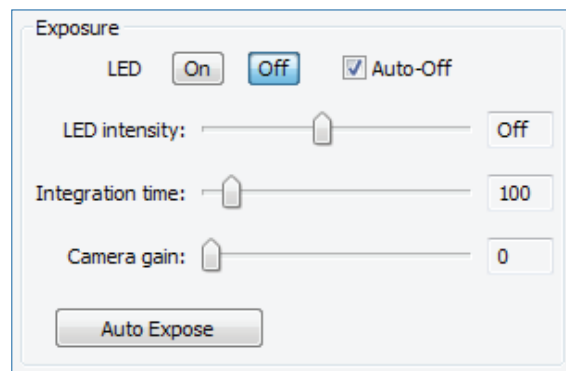 Exposure
LED On Off Auto-Off
LED intensity: Off
Integration time: 100
Camera gain: 0
Auto Expose